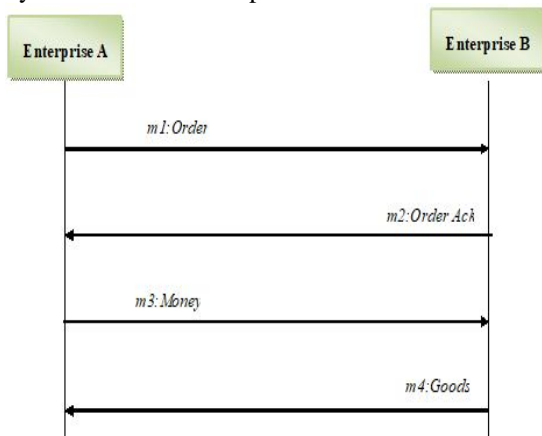 Enterprise A
Enterprise B
m1:Order
m2:Order Ack
m3:Money
m4:Goods